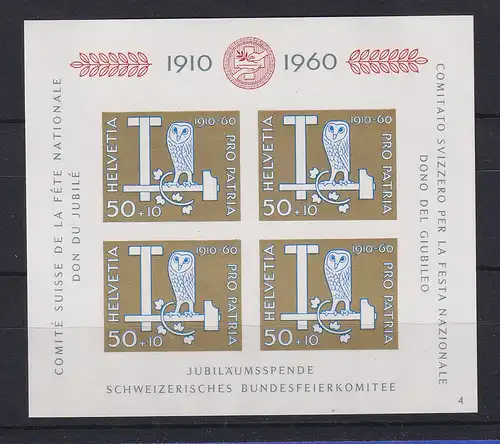 1910 1960
COMITÉ SUISSE DE LA FÊTE NATIONALE
DON DU JUBILÉ
COMITATO SVIZZERO PER LA FESTA NAZIONALE
DONO DEL GIUBILEO
HELVETIA
1910-60
PRO PATRIA
50+10
HELVETIA
1910-60
PRO PATRIA
50+10
HELVETIA
1910-60
PRO PATRIA
50+10
HELVETIA
1910-60
PRO PATRIA
50+10
JUBILÄUMSSPENDE
SCHWEIZERISCHES BUNDESFEIERKOMITEE
4